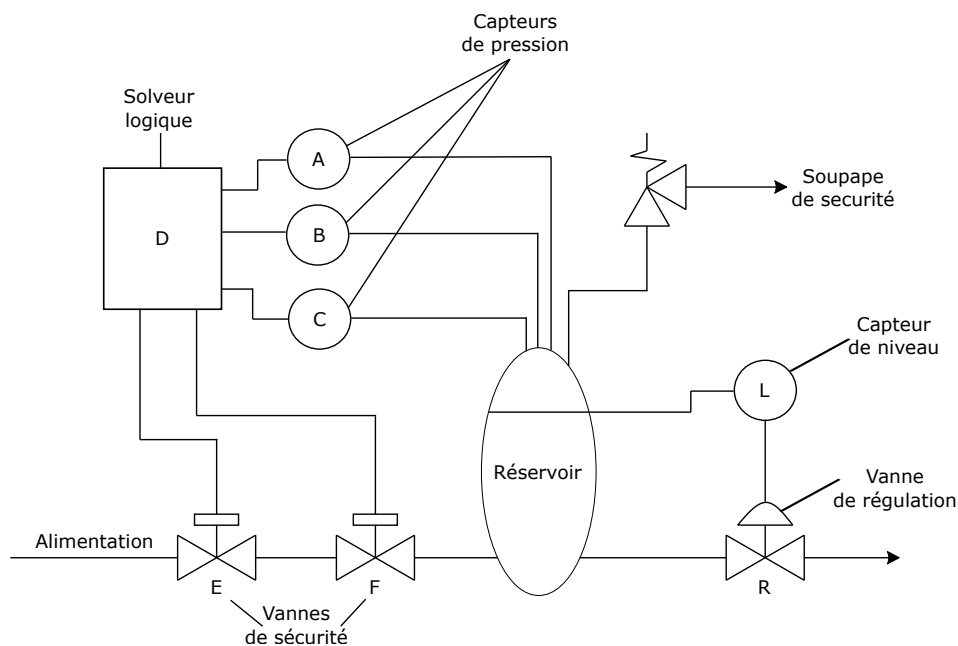 Capteurs
de pression
Solveur
logique
A
Soupape
de securité
D
B
C
Capteur
de niveau
L
Réservoir
Vanne
de régulation
Alimentation
E
F
R
Vannes
de sécurité